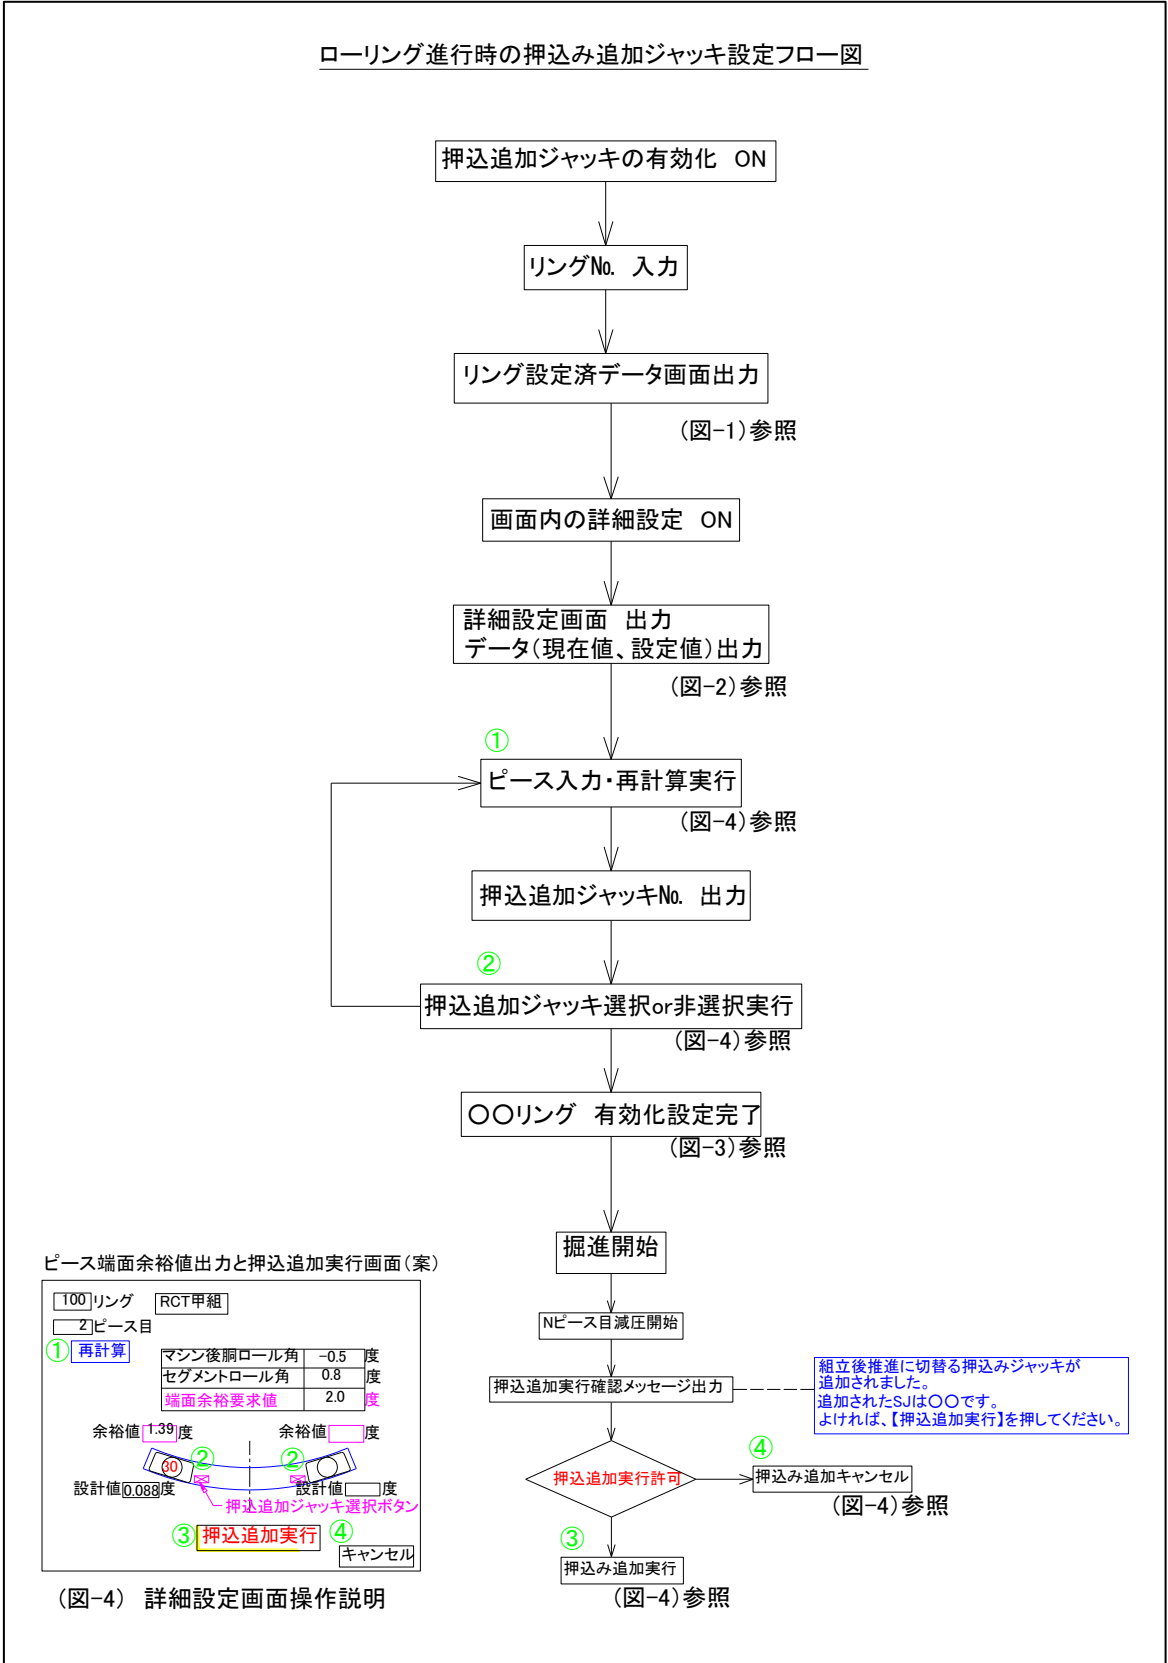 ローリング進行時の押込み追加ジャッキ設定フロー図
押込追加ジャッキの有効化 ON
リング№. 入力
リング設定済データ画面出力
(図-1)参照
画面内の詳細設定 ON
詳細設定画面 出力
データ(現在値、設定値)出力
(図-2)参照
①
ピース入力・再計算実行
(図-4)参照
押込追加ジャッキ№. 出力
②
押込追加ジャッキ選択or非選択実行
(図-4)参照
〇〇リング 有効化設定完了
(図-3)参照
掘進開始
Nピース目減圧開始
押込追加実行確認メッセージ出力
組立後推進に切替る押込みジャッキが
追加されました。
追加されたSJは〇〇です。
よければ、【押込追加実行】を押してください。
押込追加実行許可
④
押込み追加キャンセル
(図-4)参照
③
押込み追加実行
(図-4)参照
ピース端面余裕値出力と押込追加実行画面(案)
100 リング RCT甲組
2 ピース目
① 再計算
マシン後胴ロール角 -0.5 度
セグメントロール角 0.8 度
端面余裕要求値 2.0 度
余裕値 1.39 度 余裕値 度
30 ② ②
設計値 0.088 度 設計値 度
押込追加ジャッキ選択ボタン
③ 押込追加実行 ④
キャンセル
(図-4) 詳細設定画面操作説明